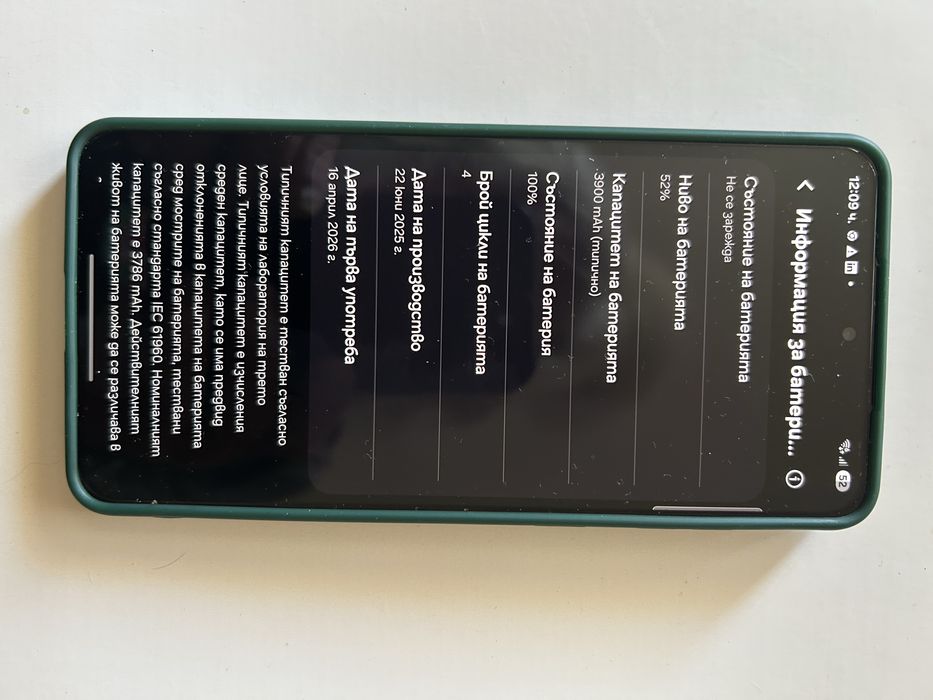 12:09 ч.
52
Информация за батери...
Състояние на батерията
Не се зарежда
Ниво на батерията
52%
Капацитет на батерията
3900 mAh (типично)
Състояние на батерия
100%
Брой цикли на батерията
4
Дата на производство
22 юни 2025 г.
Дата на първа употреба
16 април 2026 г.
Типичният капацитет е тестван съгласно
условията на лаборатория на трето
лице. Типичният капацитет е изчисления
среден капацитет, като се има предвид
отклоненията в капацитета на батерията
сред мострите на батерията, тествани
съгласно стандарта IEC 61960. Номиналният
капацитет е 3786 mAh. Действителният
живот на батерията може да се различава в